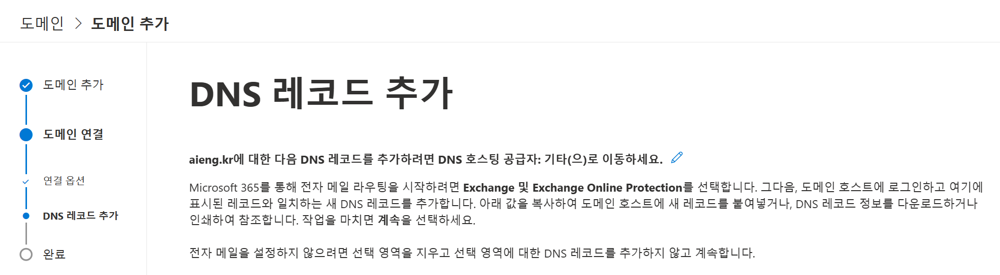 도메인 > 도메인 추가
도메인 추가
도메인 연결
연결 옵션
DNS 레코드 추가
완료
DNS 레코드 추가
aieng.kr에 대한 다음 DNS 레코드를 추가하려면 DNS 호스팅 공급자: 기타(으)로 이동하세요.
Microsoft 365를 통해 전자 메일 라우팅을 시작하려면 Exchange 및 Exchange Online Protection를 선택합니다. 그다음, 도메인 호스트에 로그인하고 여기에
표시된 레코드와 일치하는 새 DNS 레코드를 추가합니다. 아래 값을 복사하여 도메인 호스트에 새 레코드를 붙여넣거나, DNS 레코드 정보를 다운로드하거나
인쇄하여 참조합니다. 작업을 마치면 계속을 선택하세요.
전자 메일을 설정하지 않으려면 선택 영역을 지우고 선택 영역에 대한 DNS 레코드를 추가하지 않고 계속합니다.